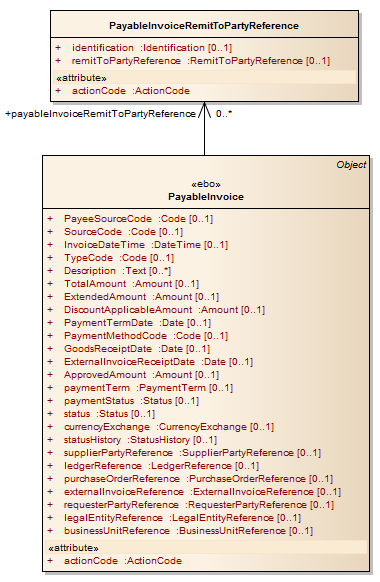 PayableInvoiceRemitToPartyReference
+ identification :Identification [0..1]
+ remitToPartyReference :RemitToPartyReference [0..1]
«attribute»
+ actionCode :ActionCode
+payableInvoiceRemitToPartyReference 0..*
Object
«ebo»
PayableInvoice
+ PayeeSourceCode :Code [0..1]
+ SourceCode :Code [0..1]
+ InvoiceDateTime :DateTime [0..1]
+ TypeCode :Code [0..1]
+ Description :Text [0..*]
+ TotalAmount :Amount [0..1]
+ ExtendedAmount :Amount [0..1]
+ DiscountApplicableAmount :Amount [0..1]
+ PaymentTermDate :Date [0..1]
+ PaymentMethodCode :Code [0..1]
+ GoodsReceiptDate :Date [0..1]
+ ExternalInvoiceReceiptDate :Date [0..1]
+ ApprovedAmount :Amount [0..1]
+ paymentTerm :PaymentTerm [0..1]
+ paymentStatus :Status [0..1]
+ status :Status [0..1]
+ currencyExchange :CurrencyExchange [0..1]
+ statusHistory :StatusHistory [0..1]
+ supplierPartyReference :SupplierPartyReference [0..1]
+ ledgerReference :LedgerReference [0..1]
+ purchaseOrderReference :PurchaseOrderReference [0..1]
+ externalInvoiceReference :ExternalInvoiceReference [0..1]
+ requesterPartyReference :RequesterPartyReference [0..1]
+ legalEntityReference :LegalEntityReference [0..1]
+ businessUnitReference :BusinessUnitReference [0..1]
«attribute»
+ actionCode :ActionCode